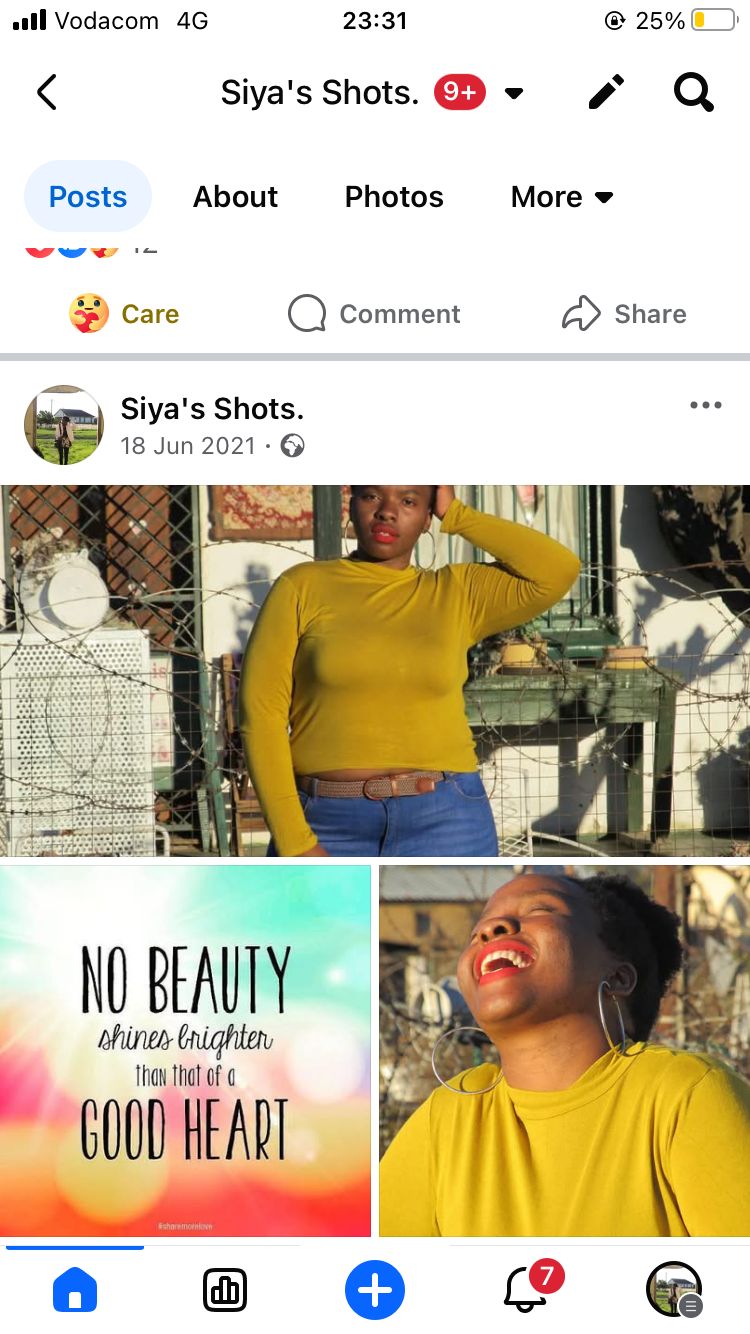 Vodacom 4G 23:31 25%
Siya's Shots. 9+
Posts About Photos More
Care Comment Share
Siya's Shots.
18 Jun 2021 ·
NO BEAUTY
shines brighter
than that of a
GOOD HEART
#sharemorelove
7